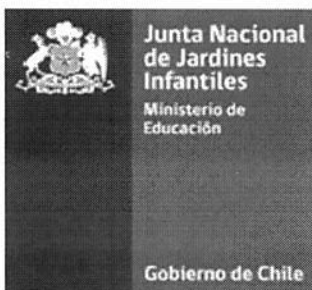 Junta Nacional
de Jardines
Infantiles
Ministerio de
Educación
Gobierno de Chile